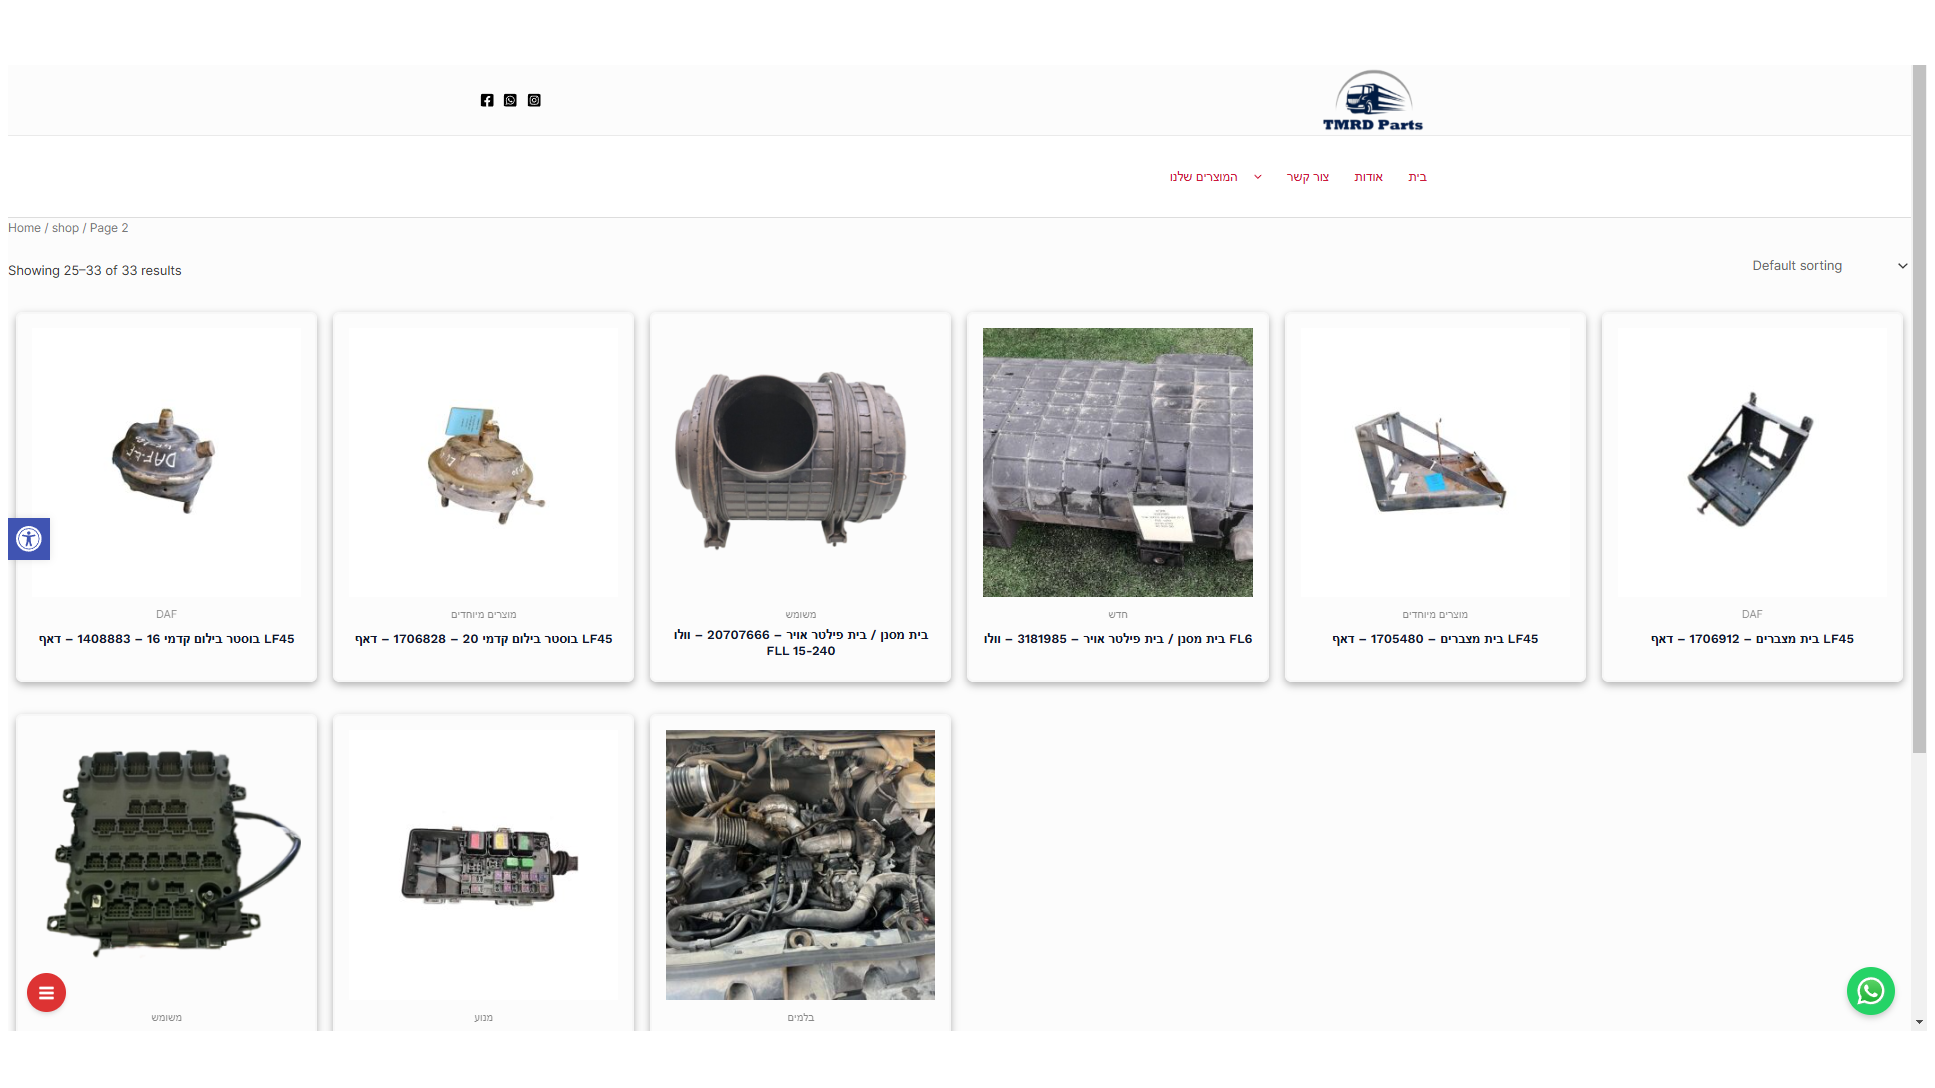 TMRD Parts
בית
אודות
צור קשר
המוצרים שלנו
Home / shop / Page 2
Showing 25–33 of 33 results
Default sorting
DAF
LF45 בוסטר בילום קדמי 16 – 1408883 – דאף
מוצרים מיוחדים
LF45 בוסטר בילום קדמי 20 – 1706828 – דאף
משומש
בית מסנן / בית פילטר אויר – 20707666 – וולו
FLL 15-240
חדש
FL6 בית מסנן / בית פילטר אויר – 3181985 – וולו
מוצרים מיוחדים
LF45 בית מצברים – 1705480 – דאף
DAF
LF45 בית מצברים – 1706912 – דאף
משומש
מנוע
בלמים